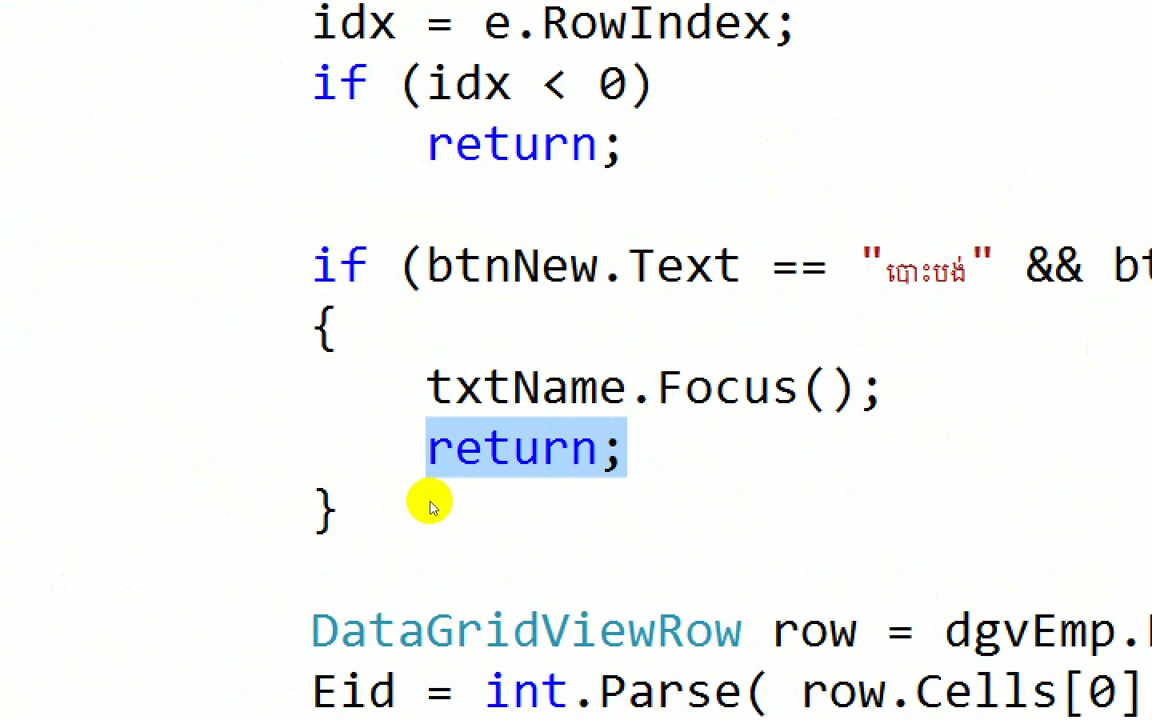 idx = e.RowIndex;
if (idx < 0)
return;
if (btnNew.Text == "បោះបង់" && bt
{
txtName.Focus();
return;
}
DataGridViewRow row = dgvEmp.
Eid = int.Parse( row.Cells[0]